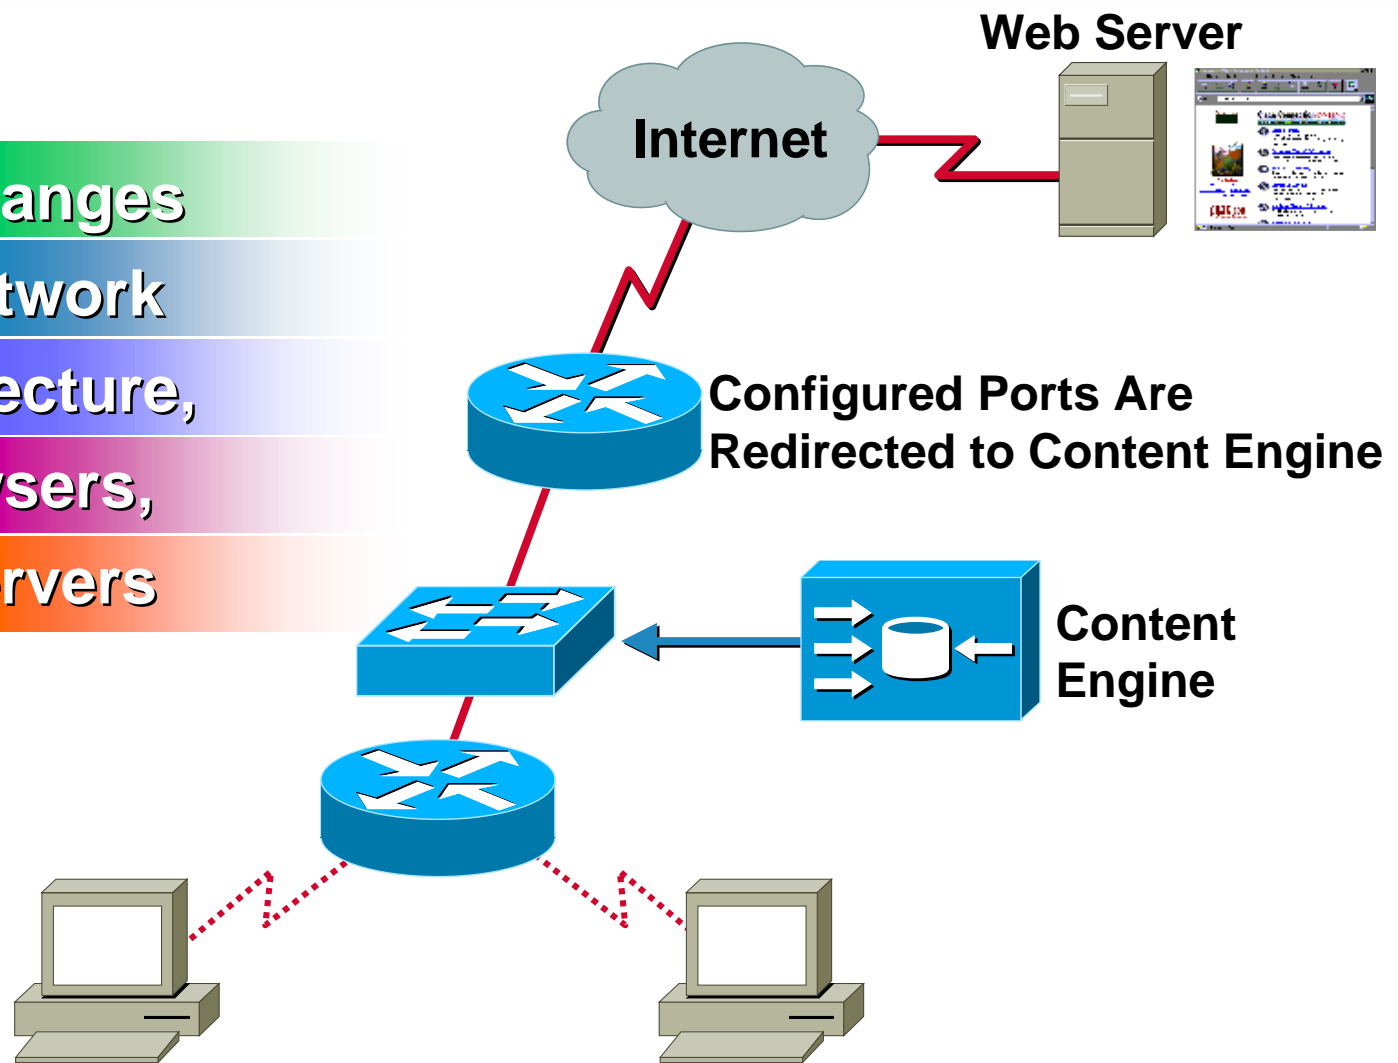 Web Server
Internet
anges
twork
ecture,
sers,
rvers
Configured Ports Are
Redirected to Content Engine
Content
Engine